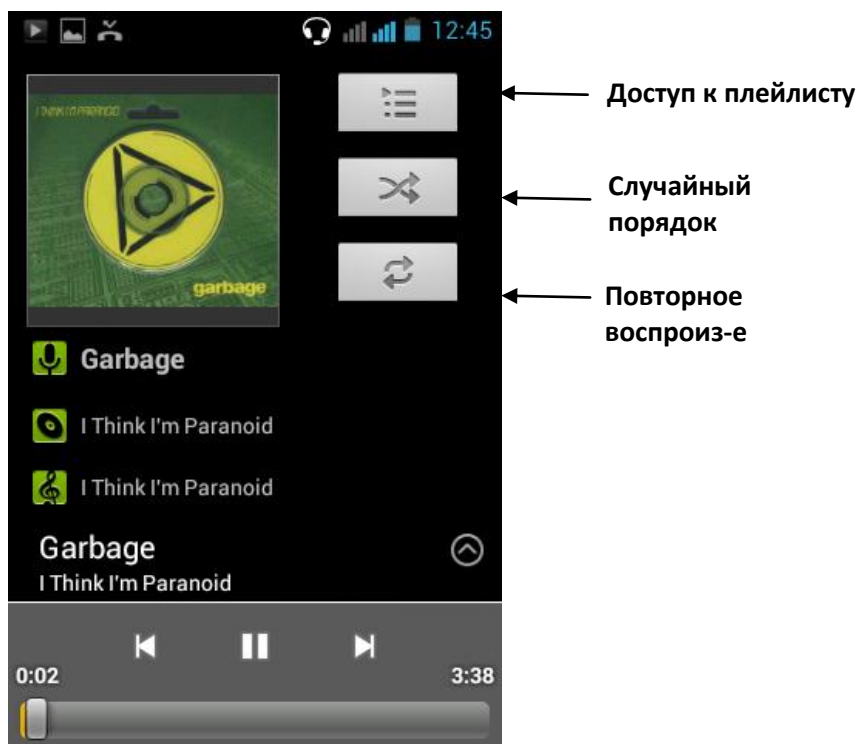 12:45
I THINK I'M PARANOID
garbage
Доступ к плейлисту
Случайный
порядок
Повторное
воспроиз-е
Garbage
I Think I'm Paranoid
I Think I'm Paranoid
Garbage
I Think I'm Paranoid
0:02
3:38